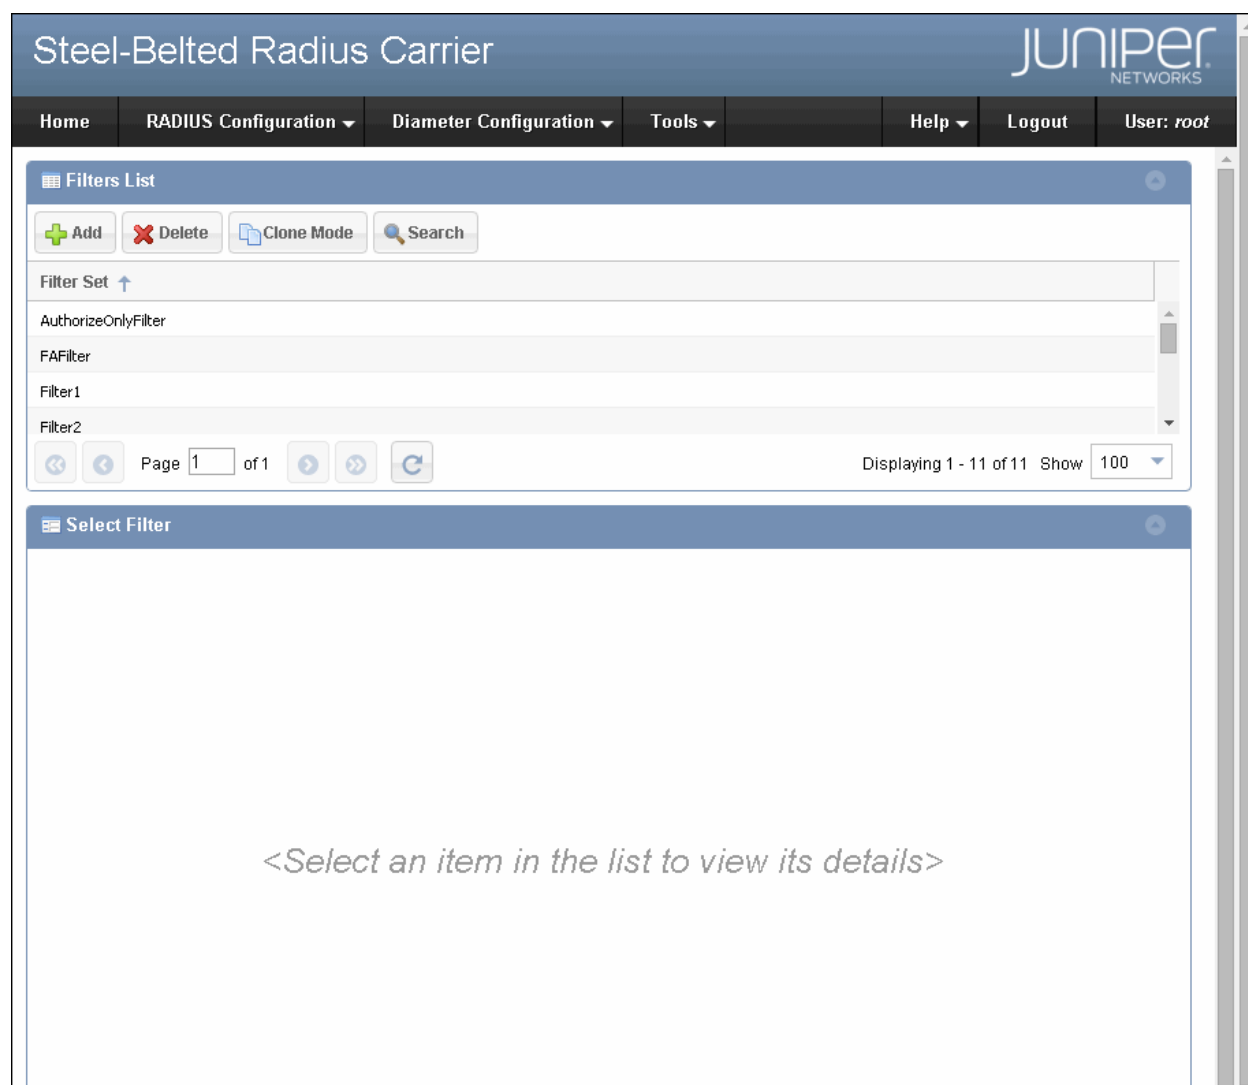 Steel-Belted Radius Carrier
JUNIPER
NETWORKS
Home RADIUS Configuration Diameter Configuration Tools Help Logout User: root
Filters List
Add Delete Clone Mode Search
Filter Set
AuthorizeOnlyFilter
FAFilter
Filter1
Filter2
Page 1 of 1 Displaying 1 - 11 of 11 Show 100
Select Filter
<Select an item in the list to view its details>